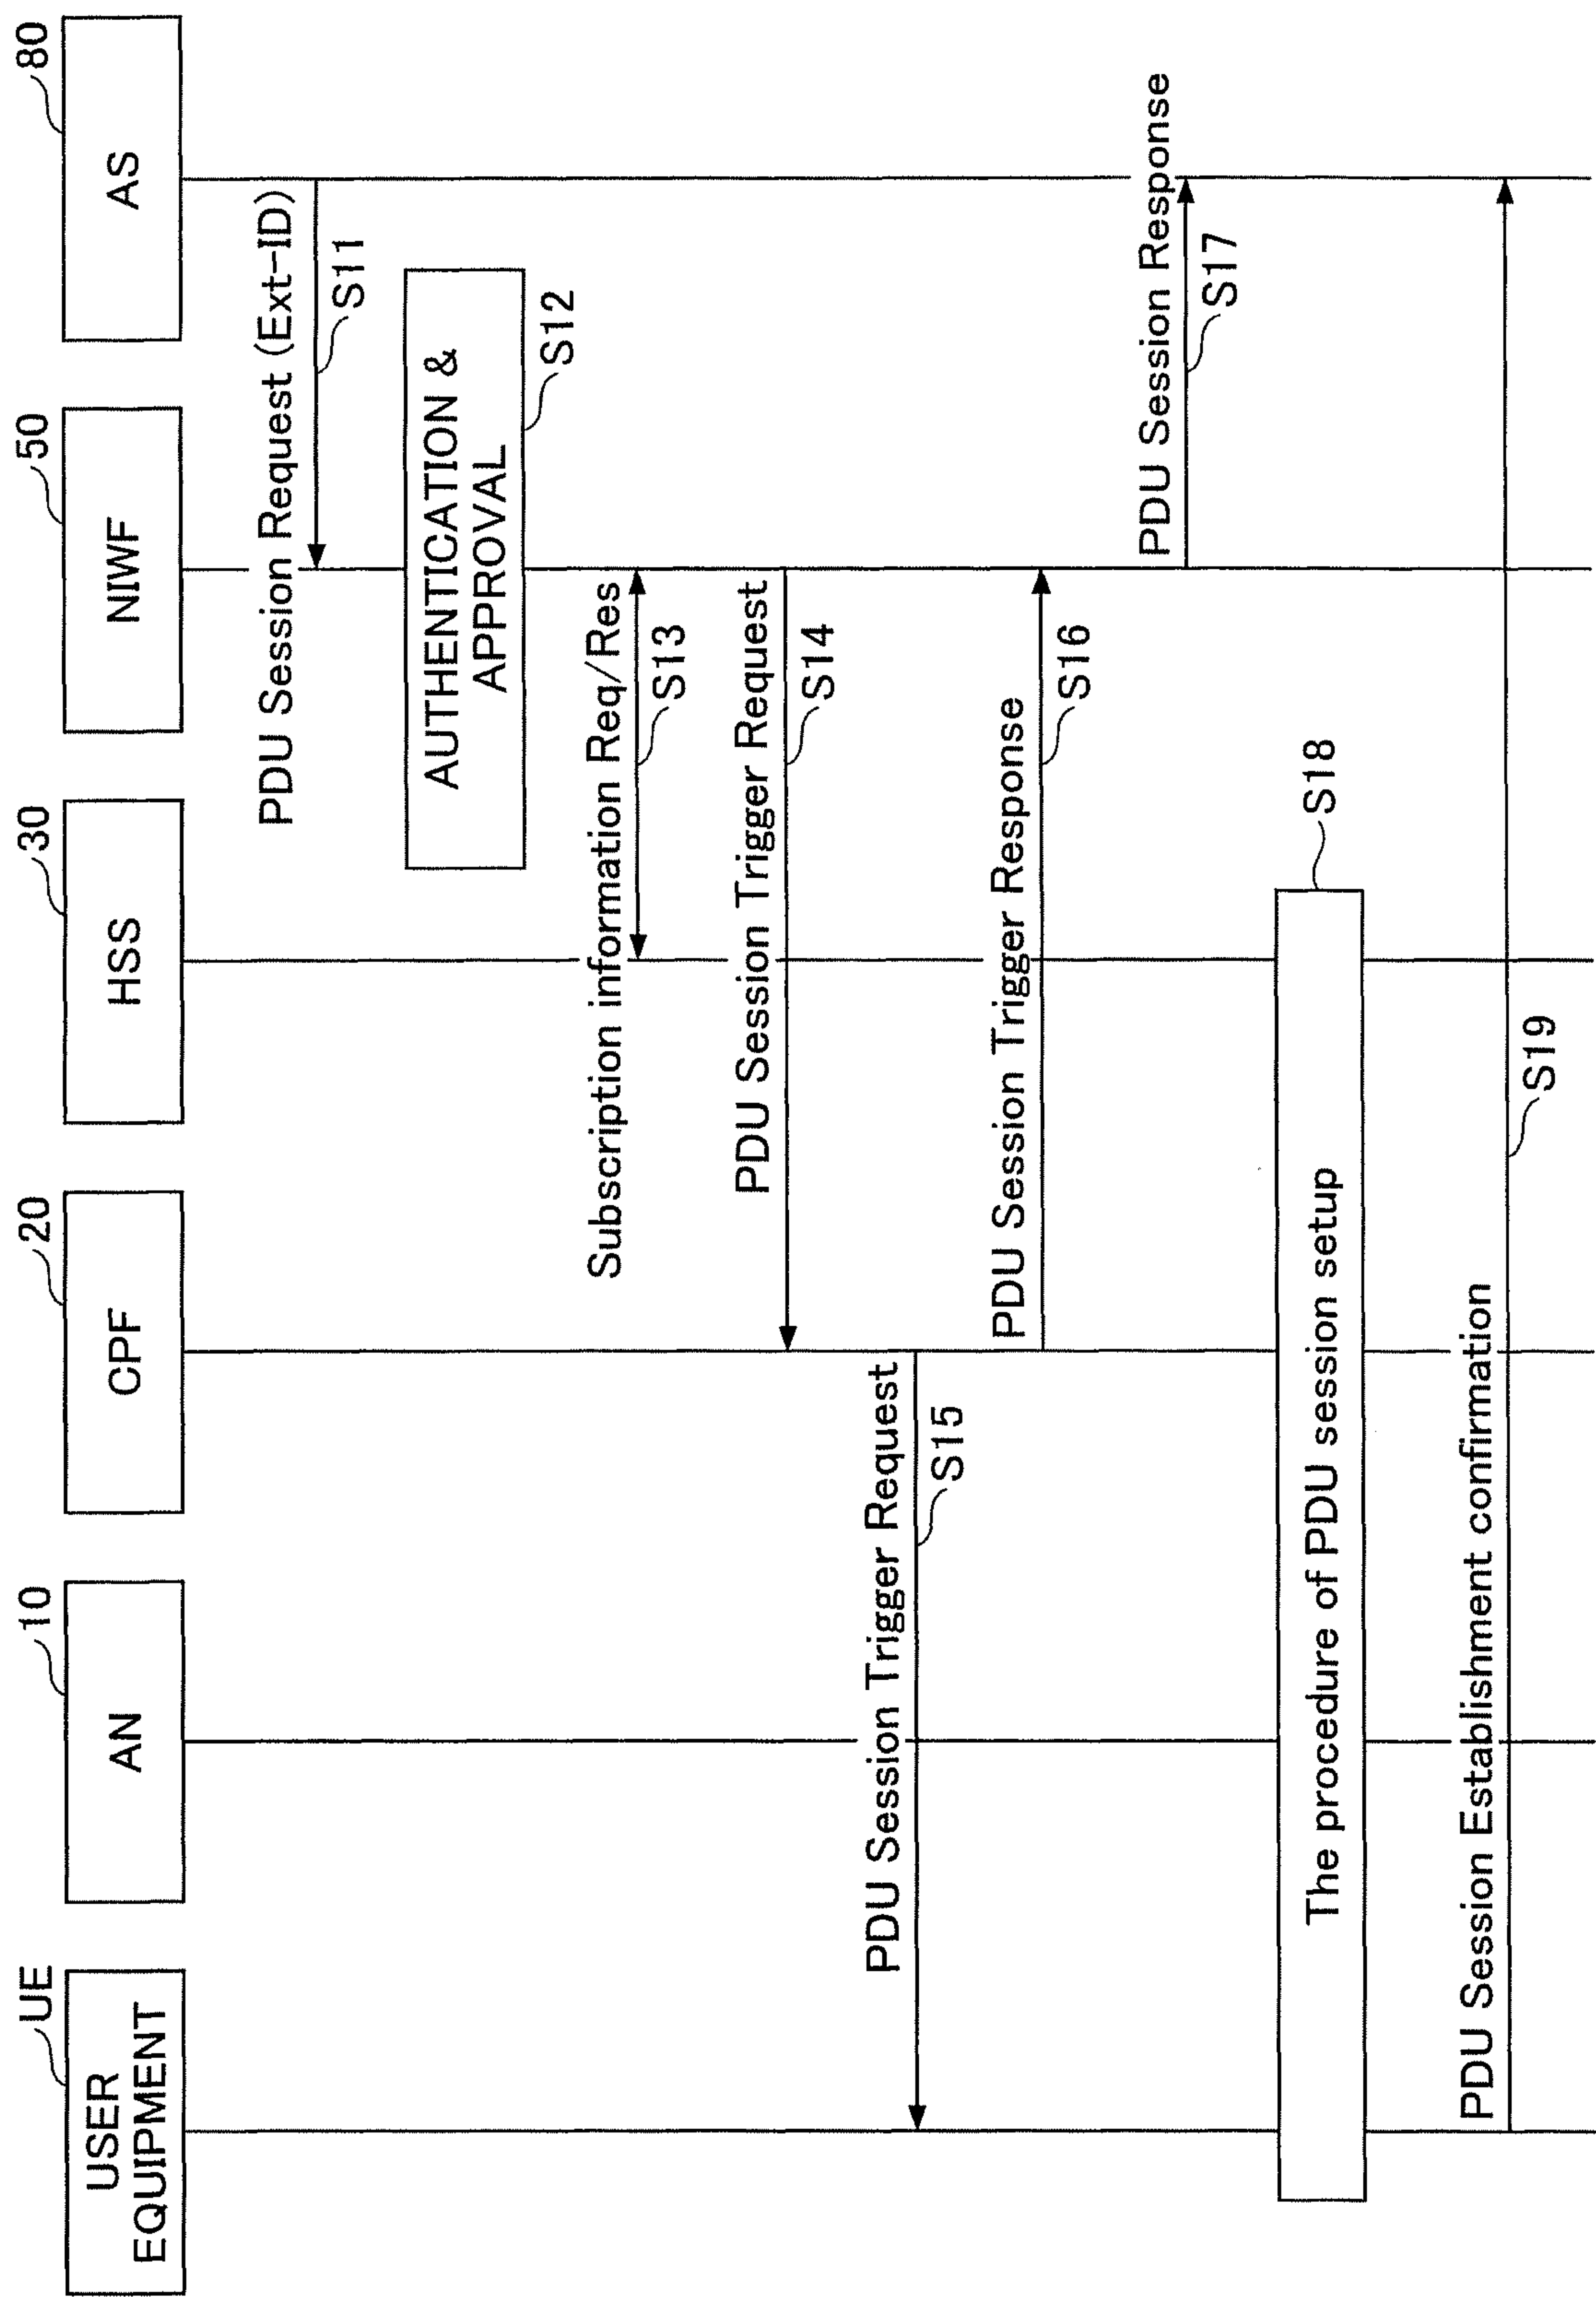 UE
10
20
30
50
80
USER
EQUIPMENT
AN
CPF
HSS
NIWF
AS
PDU Session Request (Ext-ID)
S11
AUTHENTICATION &
APPROVAL
S12
Subscription information Req/Res
S13
PDU Session Trigger Request
S14
PDU Session Trigger Request
S15
PDU Session Trigger Response
S16
PDU Session Response
S17
The procedure of PDU session setup
S18
PDU Session Establishment confirmation
S19